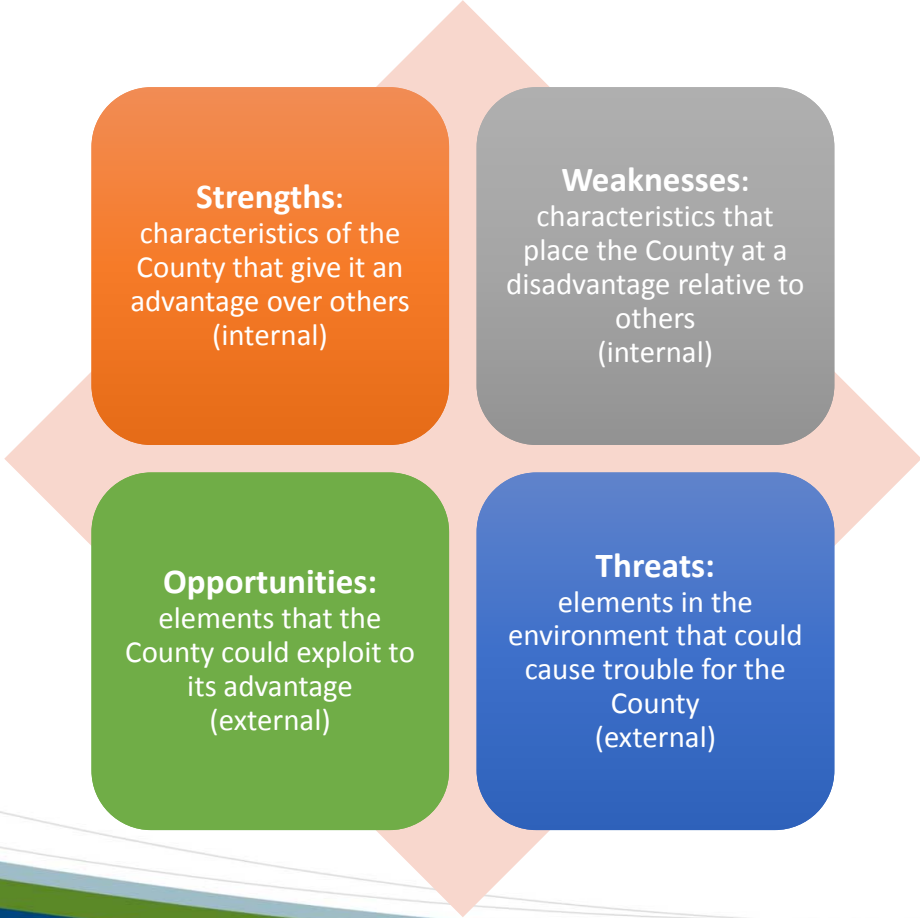 Strengths:
characteristics of the
County that give it an
advantage over others
(internal)
Weaknesses:
characteristics that
place the County at a
disadvantage relative to
others
(internal)
Opportunities:
elements that the
County could exploit to
its advantage
(external)
Threats:
elements in the
environment that could
cause trouble for the
County
(external)